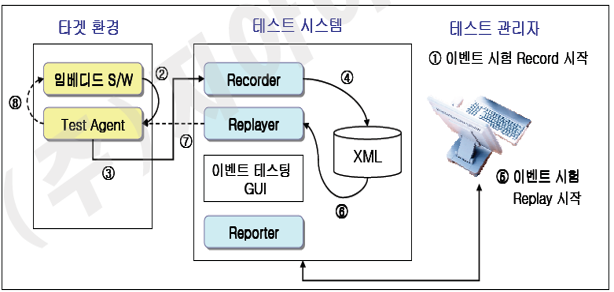 타겟 환경
테스트 시스템
테스트 관리자
임베디드 S/W
Test Agent
②
⑧
③
Recorder
Replayer
이벤트 테스팅
GUI
Reporter
④
XML
⑥
⑦
① 이벤트 시험 Record 시작
⑤ 이벤트 시험
Replay 시작